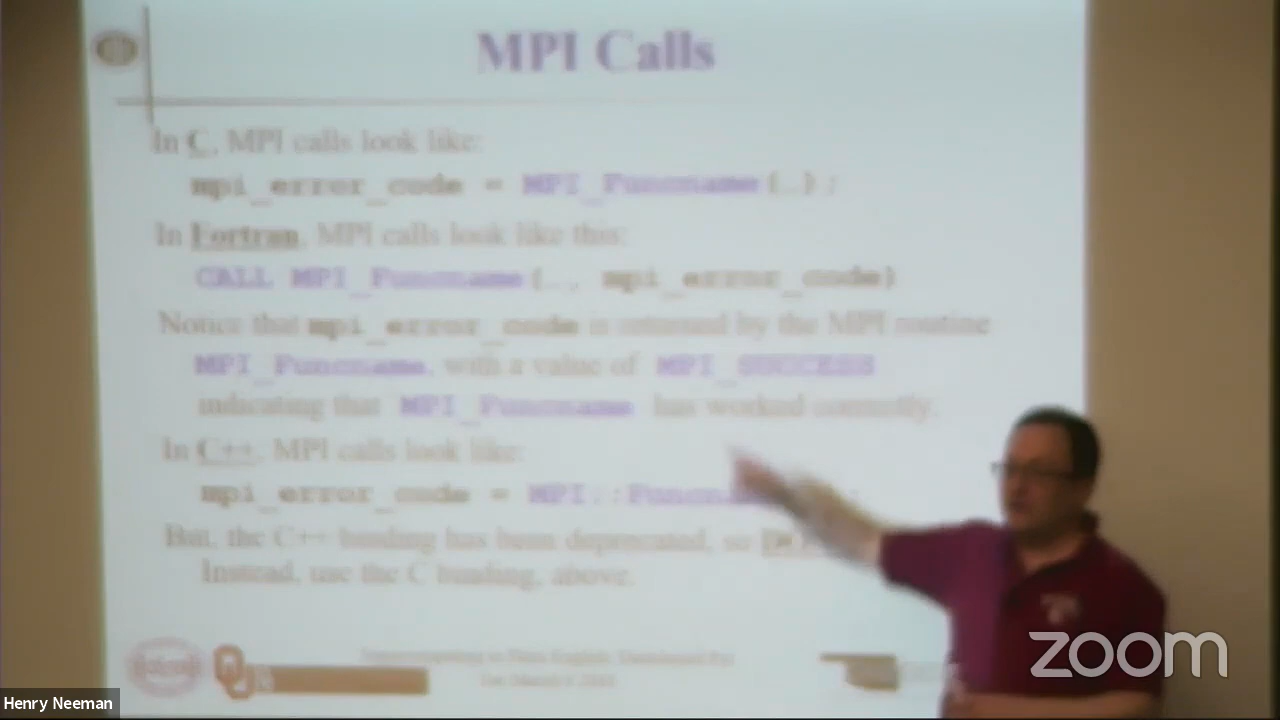 MPI Calls
In C, MPI calls look like:
mpi_error_code = MPI_Funcname(…);
In Fortran, MPI calls look like this:
CALL MPI_Funcname(…, mpi_error_code)
Notice that mpi_error_code is returned by the MPI routine
MPI_Funcname, with a value of MPI_SUCCESS
indicating that MPI_Funcname has worked correctly.
In C++, MPI calls look like:
mpi_error_code = MPI::Funcna
But, the C++ binding has been deprecated, so
Instead, use the C binding, above.
zoom
Henry Neeman